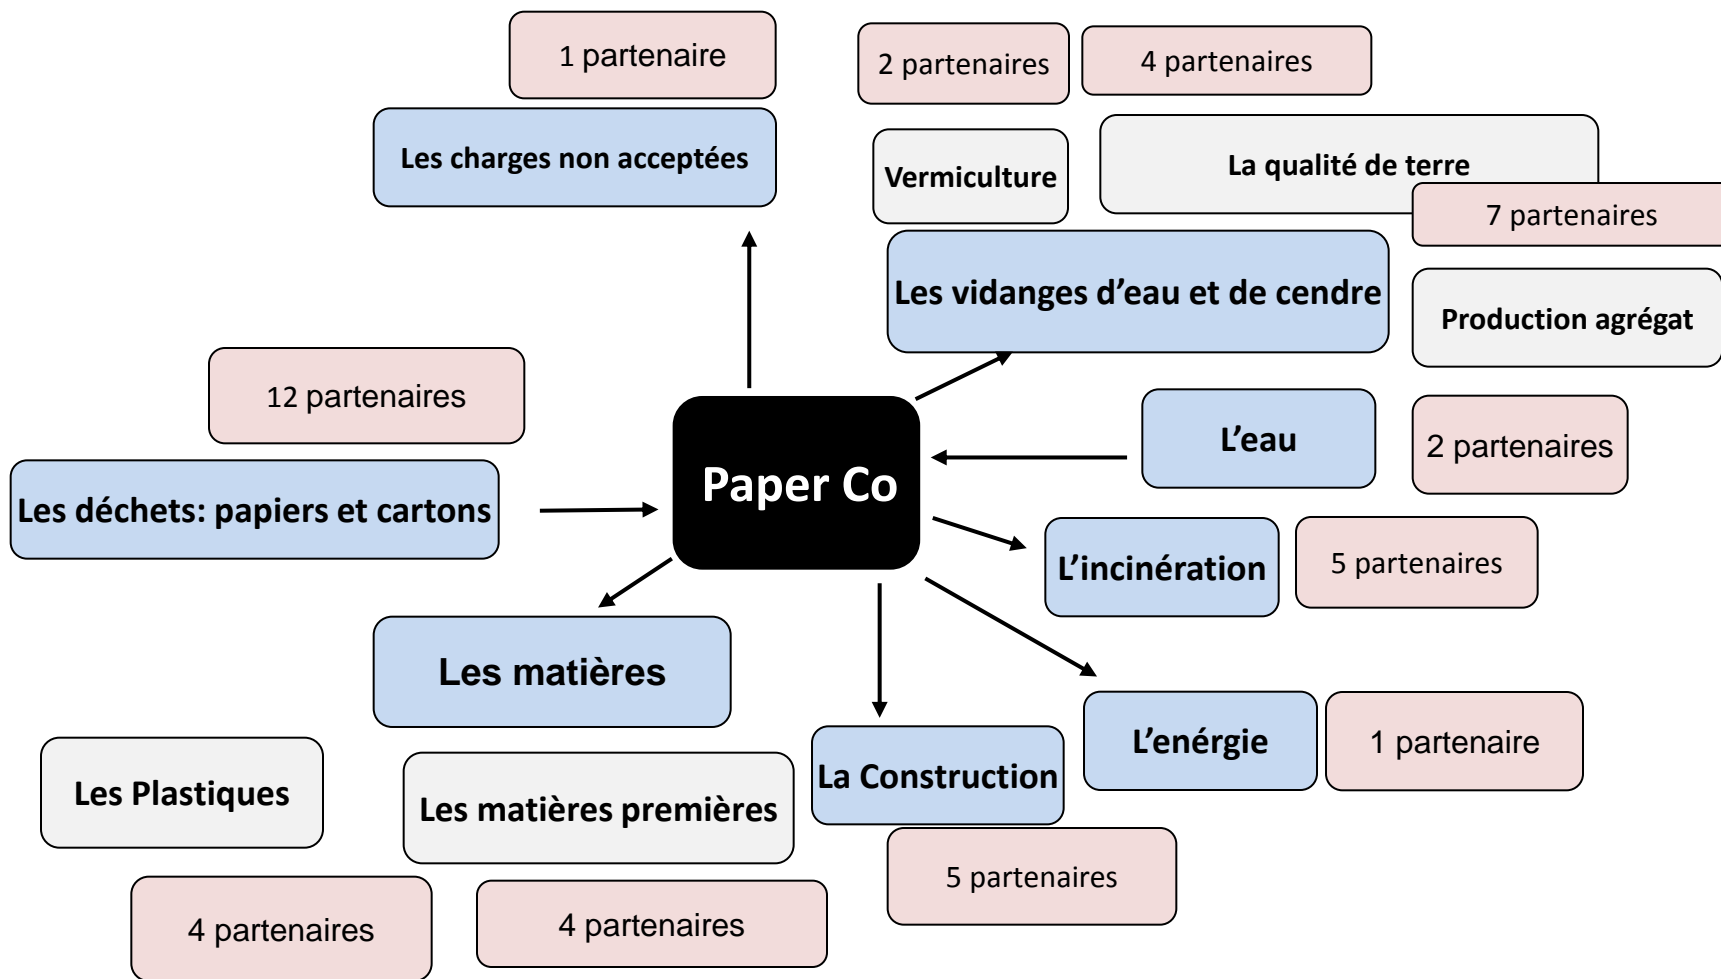 1 partenaire
2 partenaires
4 partenaires
Les charges non acceptées
Vermiculture
La qualité de terre
7 partenaires
Les vidanges d’eau et de cendre
Production agrégat
12 partenaires
L’eau
2 partenaires
Paper Co
Les déchets: papiers et cartons
L’incinération
5 partenaires
Les matières
L’enérgie
1 partenaire
La Construction
Les Plastiques
Les matières premières
5 partenaires
4 partenaires
4 partenaires